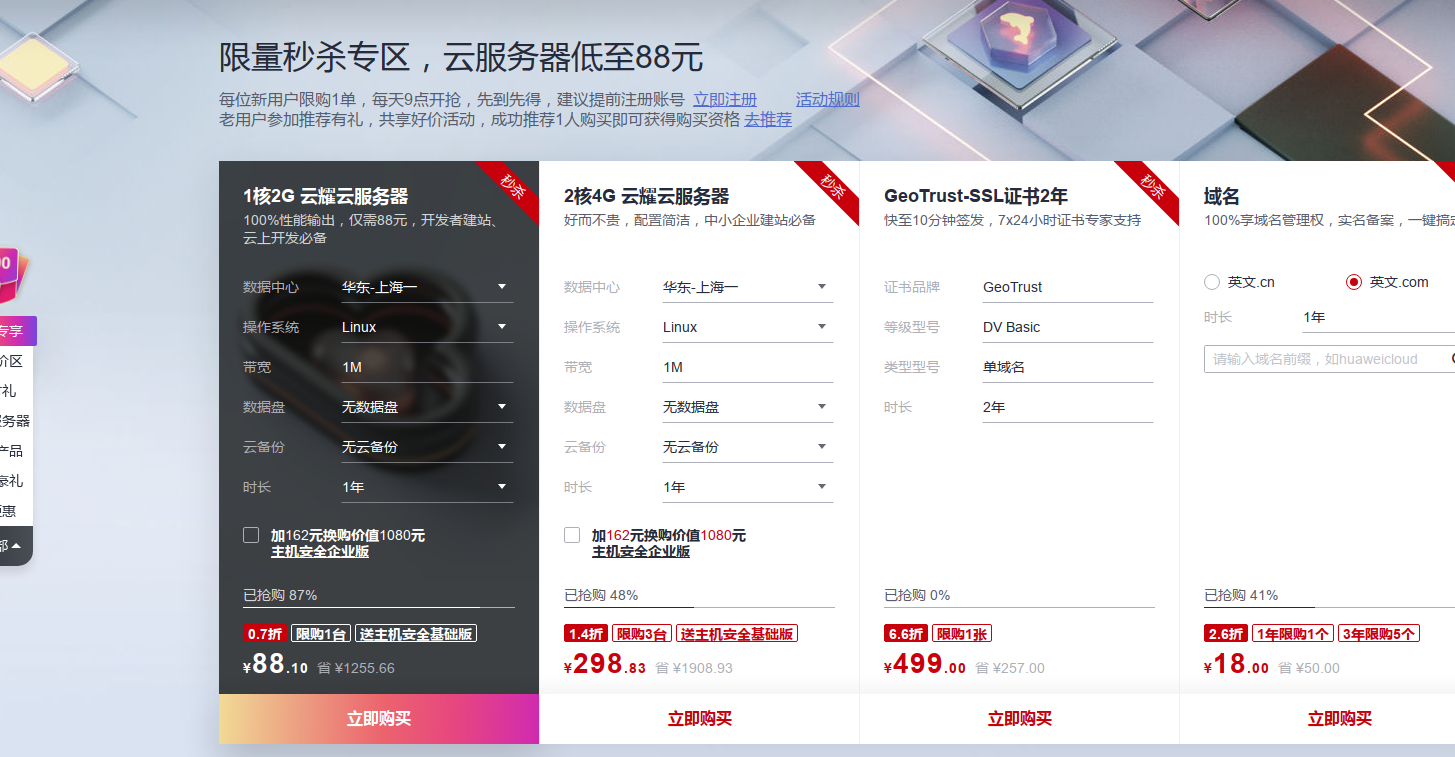 限量秒杀专区，云服务器低至88元
每位新用户限购1单，每天9点开抢，先到先得，建议提前注册账号 立即注册 活动规则
老用户参加推荐有礼，共享好价活动，成功推荐1人购买即可获得购买资格 去推荐
秒杀
1核2G 云耀云服务器
100%性能输出，仅需88元，开发者建站、
云上开发必备
数据中心 华东-上海一
操作系统 Linux
带宽 1M
数据盘 无数据盘
云备份 无云备份
时长 1年
加162元换购价值1080元
主机安全企业版
已抢购 87%
0.7折 限购1台 送主机安全基础版
¥88.10 省 ¥1255.66
立即购买
秒杀
2核4G 云耀云服务器
好而不贵，配置简洁，中小企业建站必备
数据中心 华东-上海一
操作系统 Linux
带宽 1M
数据盘 无数据盘
云备份 无云备份
时长 1年
加162元换购价值1080元
主机安全企业版
已抢购 48%
1.4折 限购3台 送主机安全基础版
¥298.83 省 ¥1908.93
立即购买
秒杀
GeoTrust-SSL证书2年
快至10分钟签发，7x24小时证书专家支持
证书品牌 GeoTrust
等级型号 DV Basic
类型型号 单域名
时长 2年
已抢购 0%
6.6折 限购1张
¥499.00 省 ¥257.00
立即购买
域名
100%享域名管理权，实名备案，一键搞定
英文.cn 英文.com
时长 1年
请输入域名前缀，如huaweicloud
已抢购 41%
2.6折 1年限购1个 3年限购5个
¥18.00 省 ¥50.00
立即购买
00
专享
价区
礼
务器
产品
豪礼
惠
部